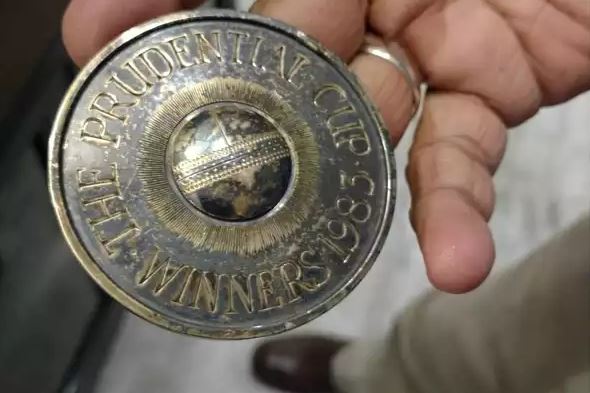 THE PRUDENTIAL CUP · 1983 ·
WINNERS